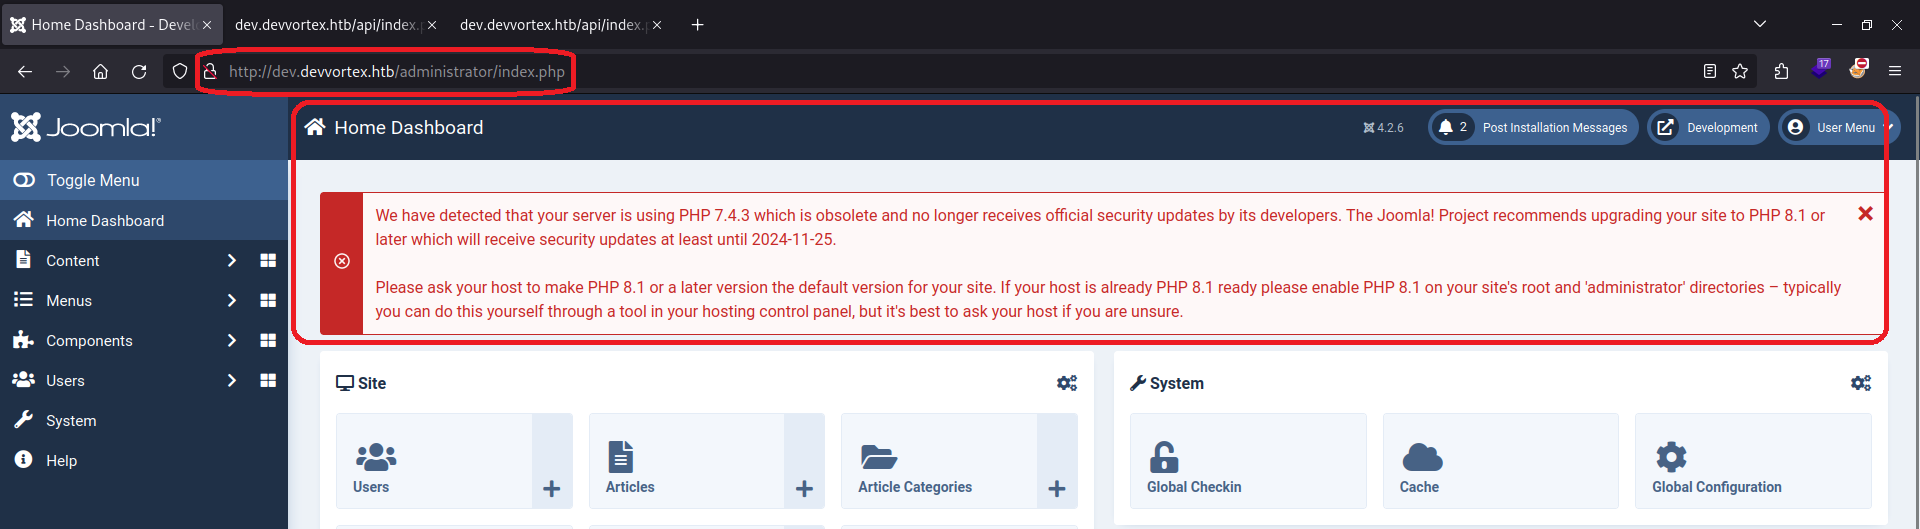 Home Dashboard - Devel
dev.devvortex.htb/api/index.p
dev.devvortex.htb/api/index.p
http://dev.devvortex.htb/administrator/index.php
17
Joomla!®
Home Dashboard
4.2.6
2
Post Installation Messages
Development
User Menu
Toggle Menu
Home Dashboard
Content
Menus
Components
Users
System
Help
We have detected that your server is using PHP 7.4.3 which is obsolete and no longer receives official security updates by its developers. The Joomla! Project recommends upgrading your site to PHP 8.1 or
later which will receive security updates at least until 2024-11-25.
Please ask your host to make PHP 8.1 or a later version the default version for your site. If your host is already PHP 8.1 ready please enable PHP 8.1 on your site's root and 'administrator' directories – typically
you can do this yourself through a tool in your hosting control panel, but it's best to ask your host if you are unsure.
Site
Users
Articles
Article Categories
System
Global Checkin
Cache
Global Configuration